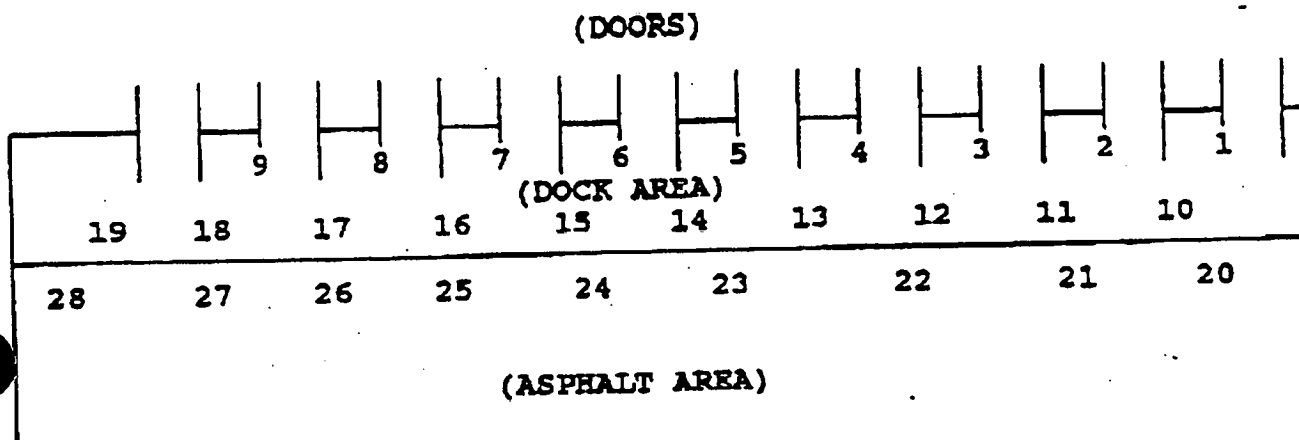 (DOORS)
9 8 7 6 5 4 3 2 1
(DOCK AREA)
19 18 17 16 15 14 13 12 11 10
28 27 26 25 24 23 22 21 20
(ASPHALT AREA)